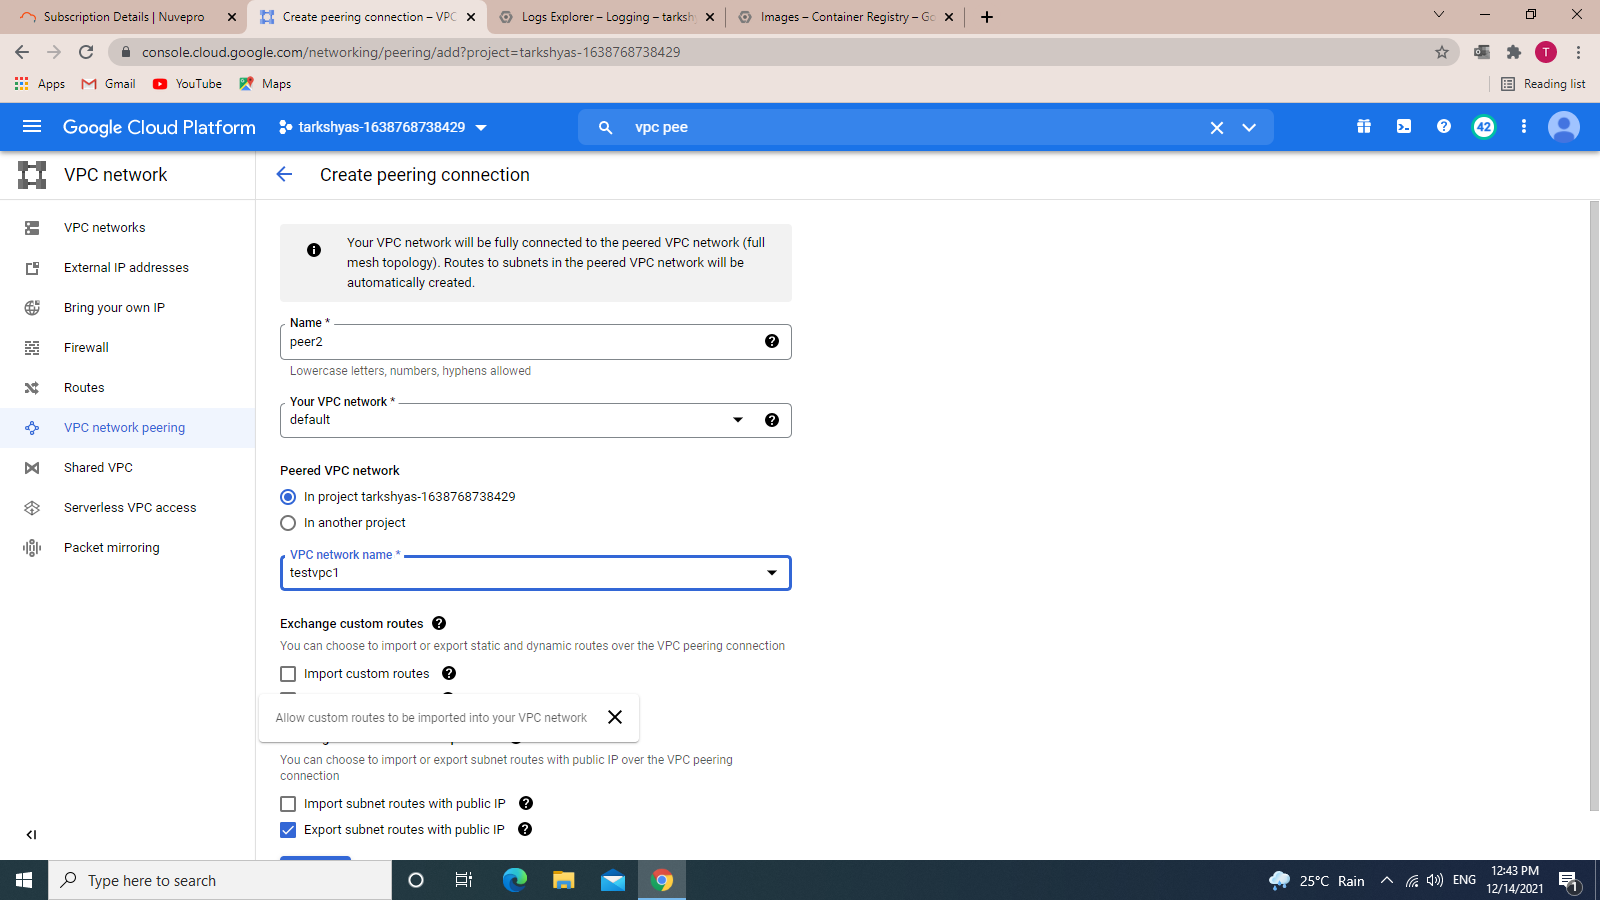 Subscription Details | Nuvepro
Create peering connection – VPC
Logs Explorer – Logging – tarksh
Images – Container Registry – Go
console.cloud.google.com/networking/peering/add?project=tarkshyas-1638768738429
T
Apps
Gmail
YouTube
Maps
Reading list
Google Cloud Platform
tarkshyas-1638768738429
vpc pee
42
VPC network
Create peering connection
VPC networks
External IP addresses
Bring your own IP
Firewall
Routes
VPC network peering
Shared VPC
Serverless VPC access
Packet mirroring
Your VPC network will be fully connected to the peered VPC network (full
mesh topology). Routes to subnets in the peered VPC network will be
automatically created.
Name *
peer2
Lowercase letters, numbers, hyphens allowed
Your VPC network *
default
Peered VPC network
In project tarkshyas-1638768738429
In another project
VPC network name *
testvpc1
Exchange custom routes
You can choose to import or export static and dynamic routes over the VPC peering connection
Import custom routes
Allow custom routes to be imported into your VPC network
You can choose to import or export subnet routes with public IP over the VPC peering
connection
Import subnet routes with public IP
Export subnet routes with public IP
Type here to search
25°C Rain
ENG
12:43 PM
12/14/2021
1